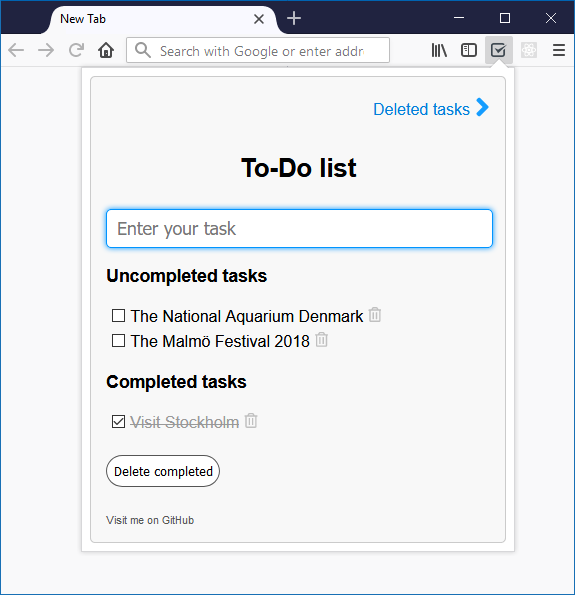 New Tab
Search with Google or enter addr
Deleted tasks
To-Do list
Enter your task
Uncompleted tasks
The National Aquarium Denmark
The Malmö Festival 2018
Completed tasks
Visit Stockholm
Delete completed
Visit me on GitHub